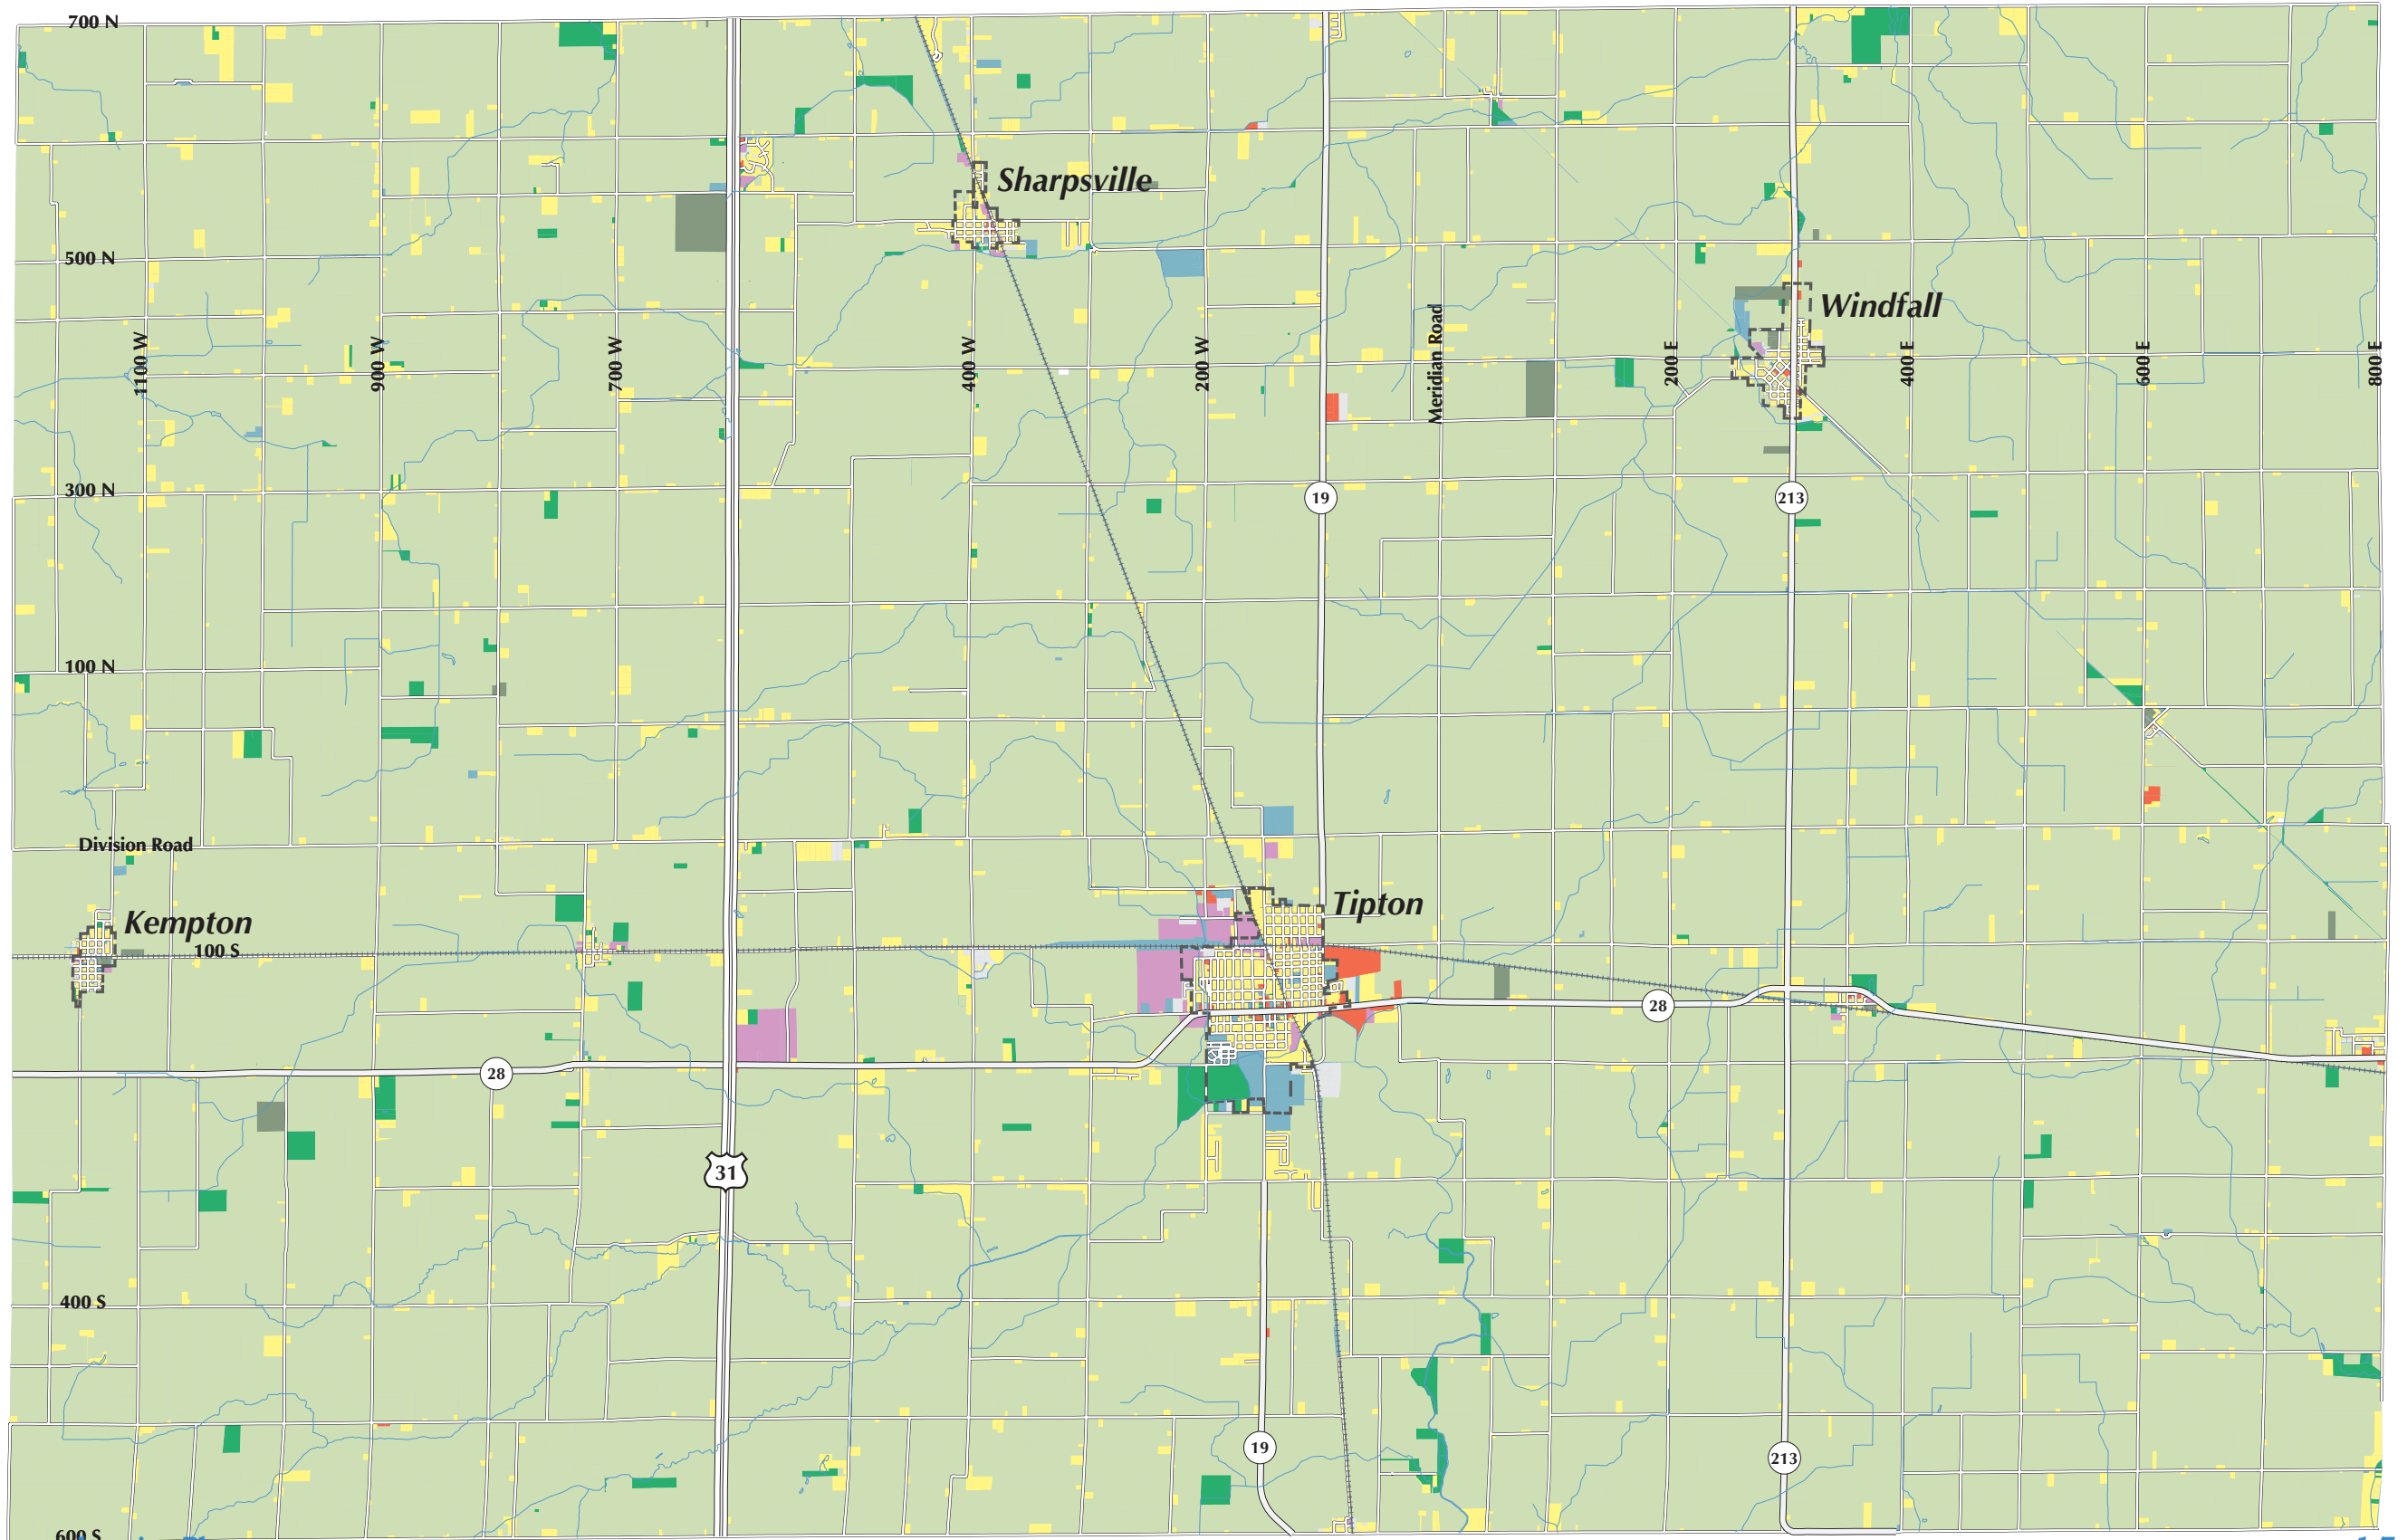 700 N
Sharpsville
500 N
Windfall
1100 W
900 W
700 W
400 W
200 W
Meridian Road
200 E
400 E
600 E
800 E
300 N
19
213
100 N
Division Road
Kempton
Tipton
100 S
28
28
31
400 S
19
213
600 S